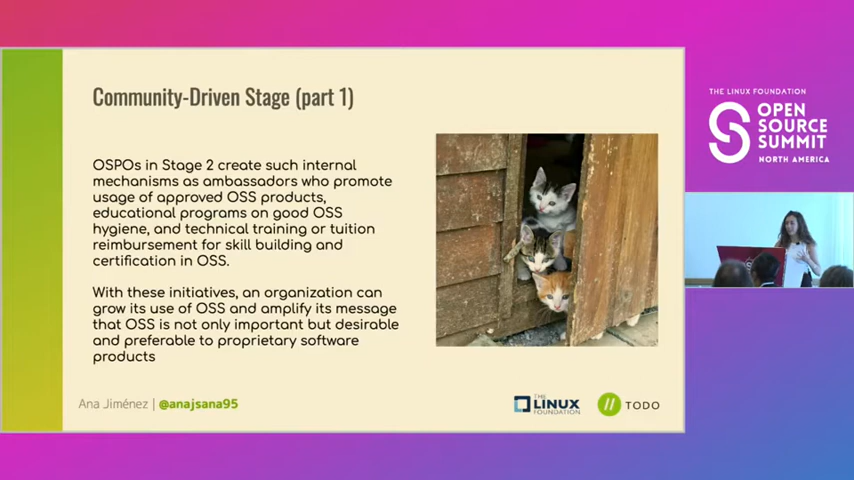 Community-Driven Stage (part 1)
OSPOs in Stage 2 create such internal
mechanisms as ambassadors who promote
usage of approved OSS products,
educational programs on good OSS
hygiene, and technical training or tuition
reimbursement for skill building and
certification in OSS.
With these initiatives, an organization can
grow its use of OSS and amplify its message
that OSS is not only important but desirable
and preferable to proprietary software
products
Ana Jiménez | @anajsana95
THE
LINUX
FOUNDATION
// TODO
THE LINUX FOUNDATION
OPEN
SOURCE
SUMMIT
NORTH AMERICA